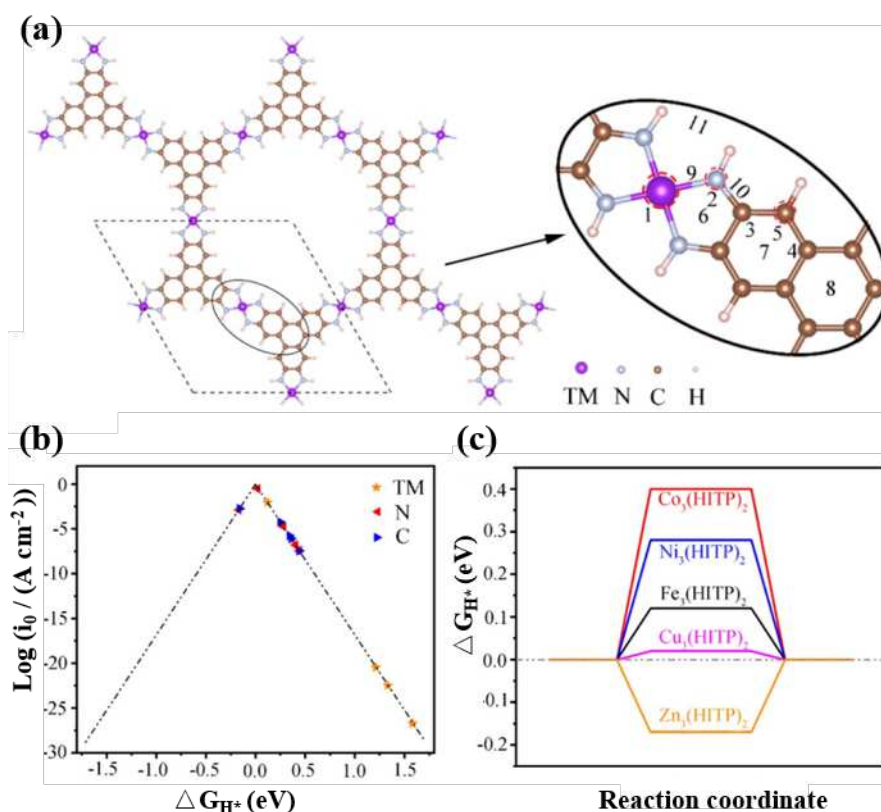 (a)
11
9
10
2
1
6
3
5
7
4
8
TM N C H
(b)
Log (i₀ / (A cm⁻²))
0
-5
-10
-15
-20
-25
-30
TM
N
C
-1.5 -1.0 -0.5 0.0 0.5 1.0 1.5
△G_H* (eV)
(c)
△G_H* (eV)
0.4
0.3
0.2
0.1
0.0
-0.1
-0.2
Co₃(HITP)₂
Ni₃(HITP)₂
Fe₃(HITP)₂
Cu₃(HITP)₂
Zn₃(HITP)₂
Reaction coordinate